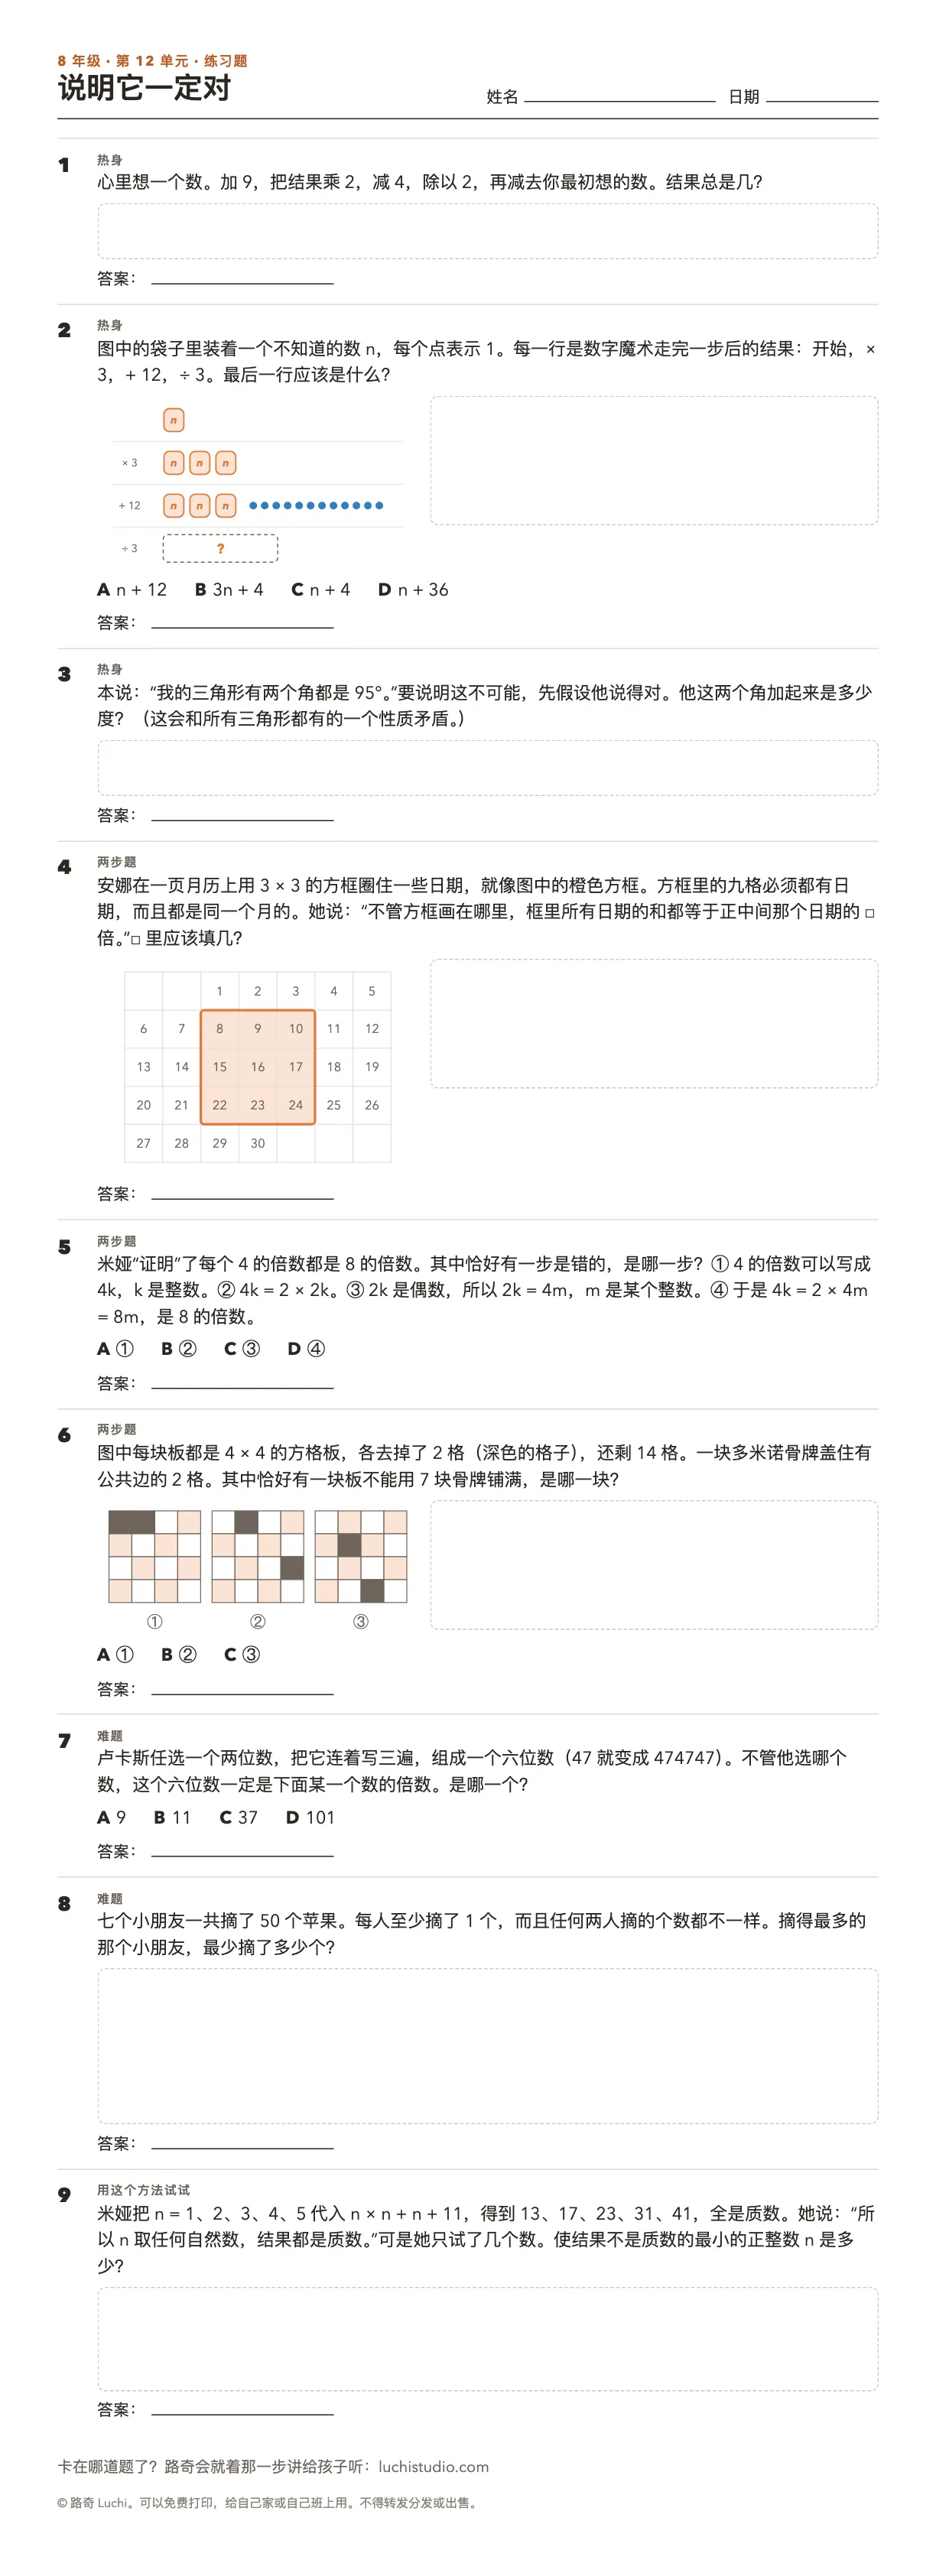 8 年级 · 第 12 单元 · 练习题
说明它一定对
姓名 日期
1
热身
心里想一个数。加 9，把结果乘 2，减 4，除以 2，再减去你最初想的数。结果总是几？
答案：
2
热身
图中的袋子里装着一个不知道的数 n，每个点表示 1。每一行是数字魔术走完一步后的结果：开始，×
3，+ 12，÷ 3。最后一行应该是什么？
n
× 3 n n n
+ 12 n n n
÷ 3 ?
A n + 12 B 3n + 4 C n + 4 D n + 36
答案：
3
热身
本说：“我的三角形有两个角都是 95°。”要说明这不可能，先假设他说得对。他这两个角加起来是多少
度？（这会和所有三角形都有的一个性质矛盾。）
答案：
4
两步题
安娜在一页月历上用 3 × 3 的方框圈住一些日期，就像图中的橙色方框。方框里的九格必须都有日
期，而且都是同一个月的。她说：“不管方框画在哪里，框里所有日期的和都等于正中间那个日期的 □
倍。”□ 里应该填几？
1 2 3 4 5
6 7 8 9 10 11 12
13 14 15 16 17 18 19
20 21 22 23 24 25 26
27 28 29 30
答案：
5
两步题
米娅“证明”了每个 4 的倍数都是 8 的倍数。其中恰好有一步是错的，是哪一步？① 4 的倍数可以写成
4k，k 是整数。② 4k = 2 × 2k。③ 2k 是偶数，所以 2k = 4m，m 是某个整数。④ 于是 4k = 2 × 4m
= 8m，是 8 的倍数。
A ① B ② C ③ D ④
答案：
6
两步题
图中每块板都是 4 × 4 的方格板，各去掉了 2 格（深色的格子），还剩 14 格。一块多米诺骨牌盖住有
公共边的 2 格。其中恰好有一块板不能用 7 块骨牌铺满，是哪一块？
① ② ③
A ① B ② C ③
答案：
7
难题
卢卡斯任选一个两位数，把它连着写三遍，组成一个六位数（47 就变成 474747）。不管他选哪个
数，这个六位数一定是下面某一个数的倍数。是哪一个？
A 9 B 11 C 37 D 101
答案：
8
难题
七个小朋友一共摘了 50 个苹果。每人至少摘了 1 个，而且任何两人摘的个数都不一样。摘得最多的
那个小朋友，最少摘了多少个？
答案：
9
用这个方法试试
米娅把 n = 1、2、3、4、5 代入 n × n + n + 11，得到 13、17、23、31、41，全是质数。她说：“所
以 n 取任何自然数，结果都是质数。”可是她只试了几个数。使结果不是质数的最小的正整数 n 是多
少？
答案：
卡在哪道题了？路奇会就着那一步讲给孩子听：luchistudio.com
© 路奇 Luchi。可以免费打印，给自己家或自己班上用。不得转发分发或出售。